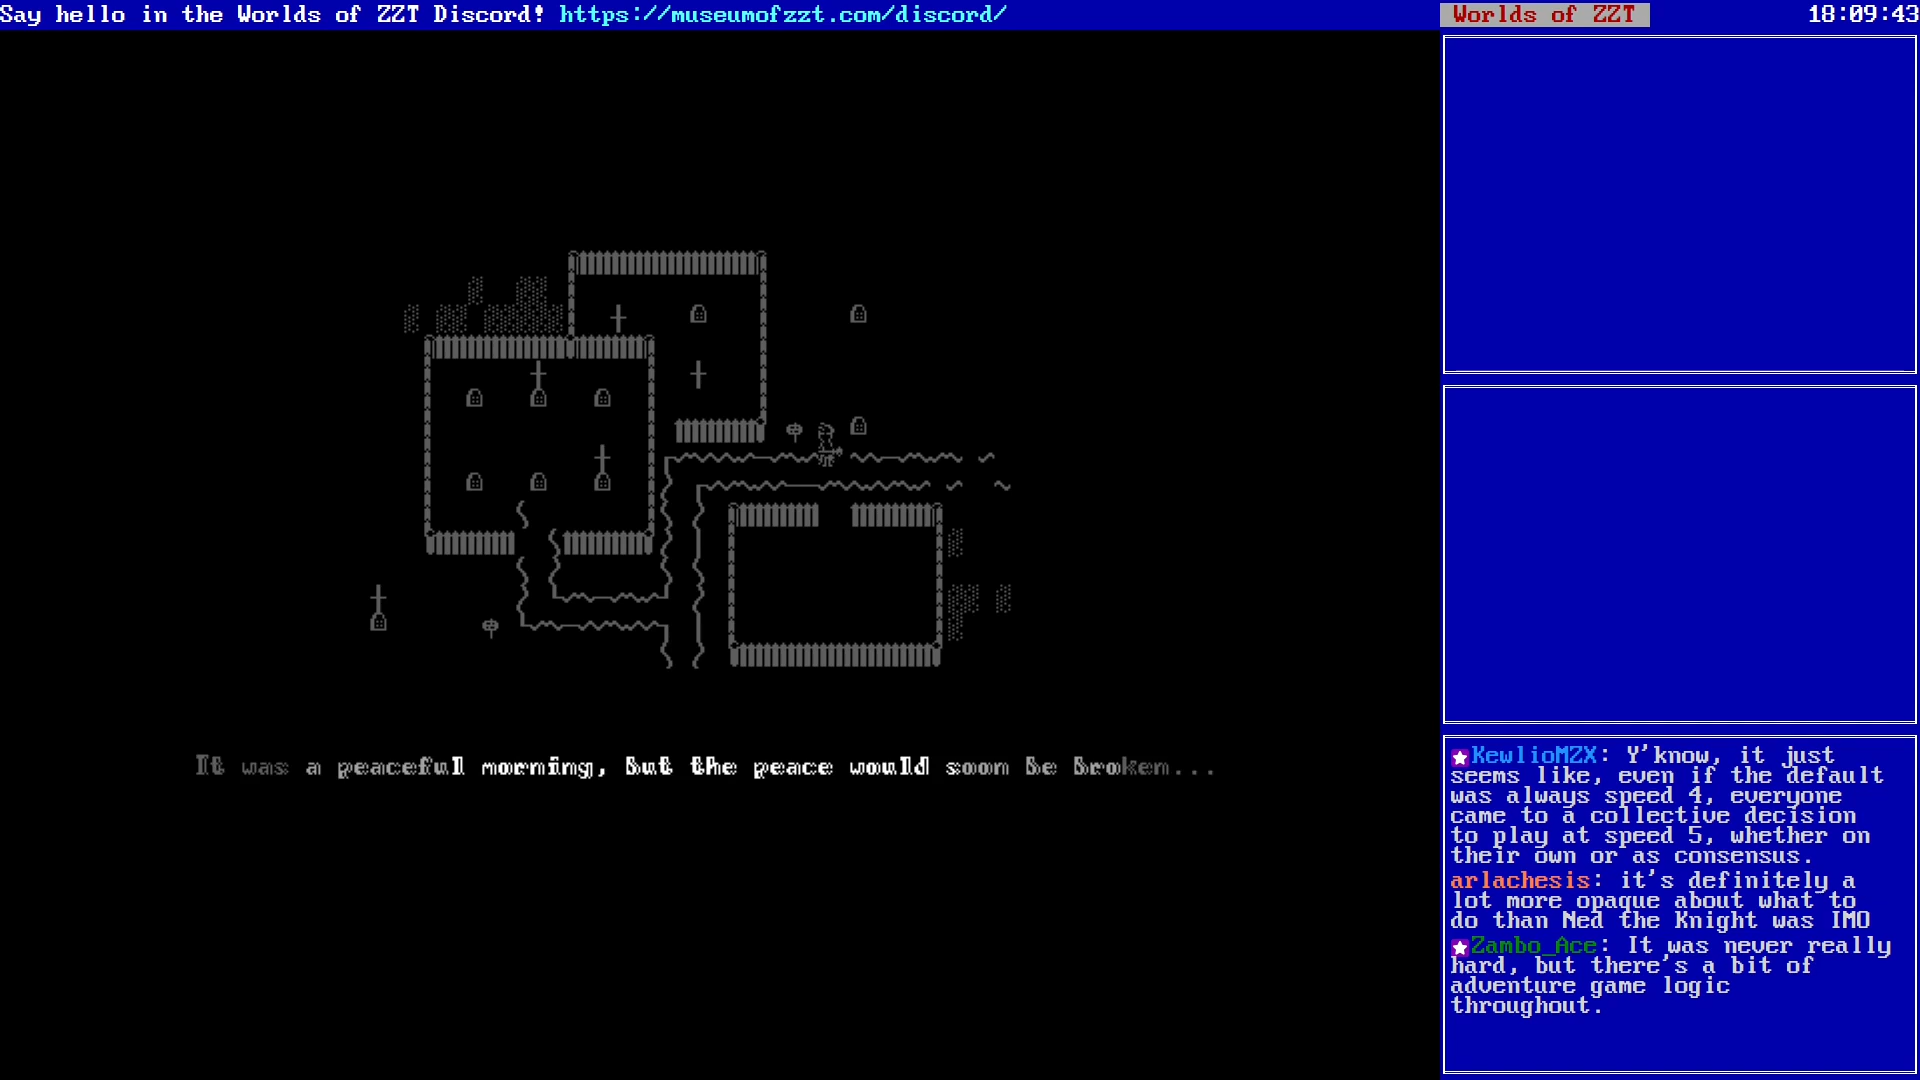 Say hello in the Worlds of ZZT Discord! https://museumofzzt.com/discord/
Worlds of ZZT
18:09:43
It was a peaceful morning, but the peace would soon be broken...
KewlioMZX: Y'know, it just
seems like, even if the default
was always speed 4, everyone
came to a collective decision
to play at speed 5, whether on
their own or as consensus.
arlachesis: it's definitely a
lot more opaque about what to
do than Ned the Knight was IMO
Zambo_Ace: It was never really
hard, but there's a bit of
adventure game logic
throughout.